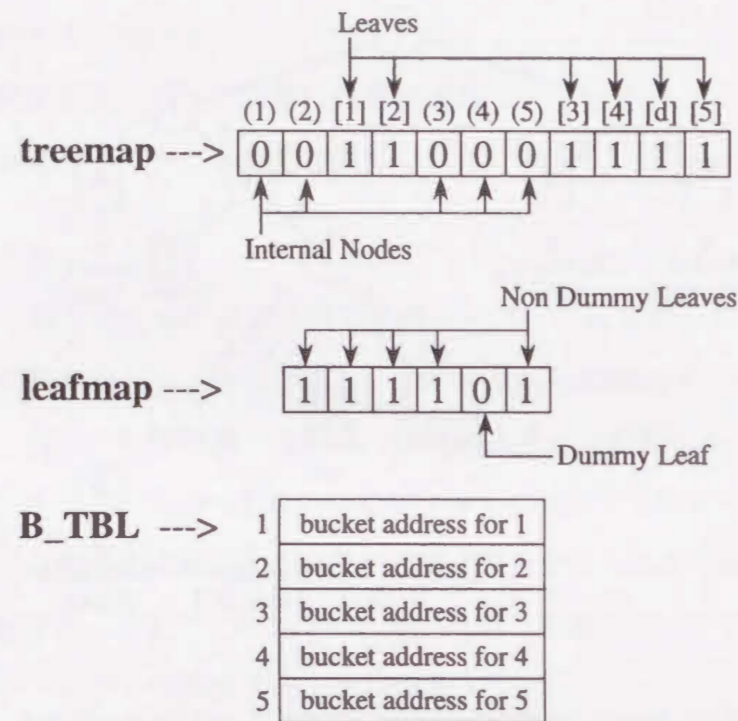 Leaves
(1) (2) [1] [2] (3) (4) (5) [3] [4] [d] [5]
treemap ---> 0 0 1 1 0 0 0 1 1 1 1
Internal Nodes
Non Dummy Leaves
leafmap ---> 1 1 1 1 0 1
Dummy Leaf
B_TBL ---> 1 bucket address for 1
2 bucket address for 2
3 bucket address for 3
4 bucket address for 4
5 bucket address for 5